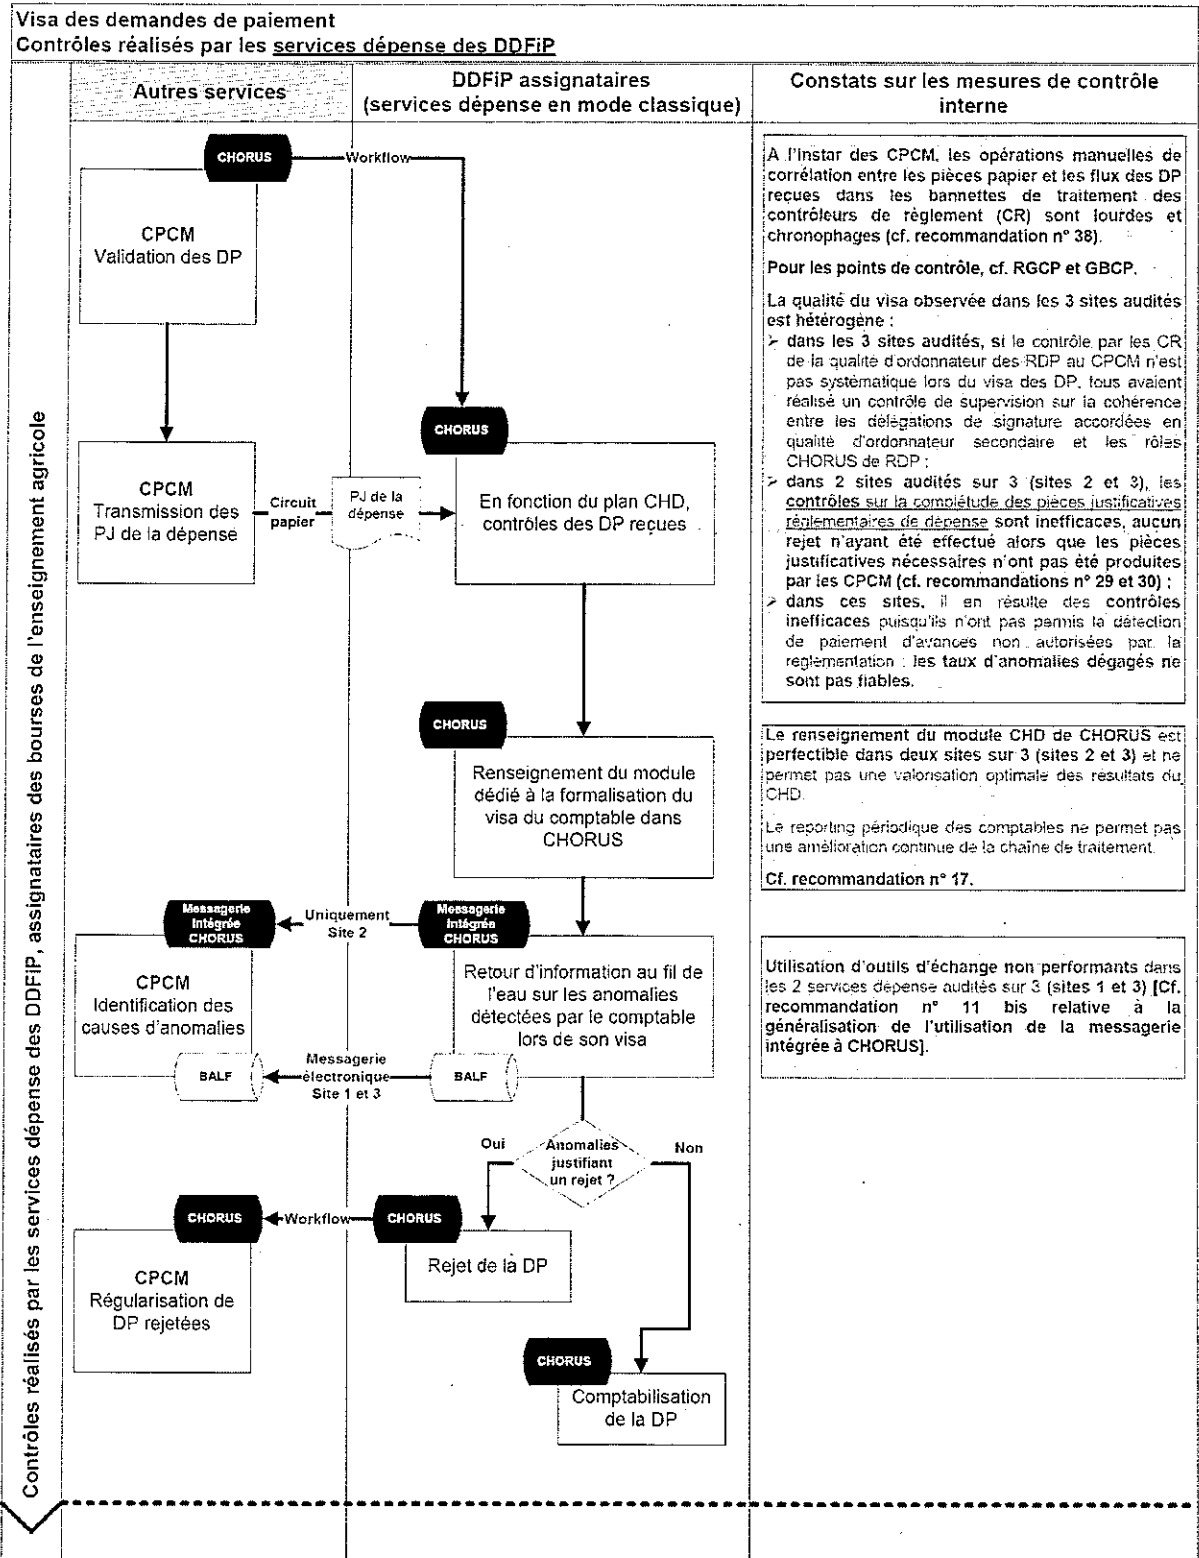 Visa des demandes de paiement
Contrôles réalisés par les services dépense des DDFiP
Autres services
DDFiP assignataires
(services dépense en mode classique)
Constats sur les mesures de contrôle
interne
Contrôles réalisés par les services dépense des DDFiP, assignataires des bourses de l'enseignement agricole
CHORUS
Workflow
CPCM
Validation des DP
CHORUS
CPCM
Transmission des
PJ de la dépense
Circuit
papier
PJ de la
dépense
En fonction du plan CHD,
contrôles des DP reçues
CHORUS
Renseignement du module
dédié à la formalisation du
visa du comptable dans
CHORUS
Messagerie
Intégrée
CHORUS
Uniquement
Site 2
Messagerie
Intégrée
CHORUS
CPCM
Identification des
causes d'anomalies
Retour d'information au fil de
l'eau sur les anomalies
détectées par le comptable
lors de son visa
BALF
Messagerie
électronique
Site 1 et 3
BALF
Oui
Anomalies
justifiant
un rejet ?
Non
CHORUS
Workflow
CHORUS
CPCM
Régularisation de
DP rejetées
Rejet de la DP
CHORUS
Comptabilisation
de la DP
A l'instar des CPCM, les opérations manuelles de
corrélation entre les pièces papier et les flux des DP
reçues dans les bannettes de traitement des
contrôleurs de règlement (CR) sont lourdes et
chronophages (cf. recommandation n° 38).
Pour les points de contrôle, cf. RGCP et GBCP.
La qualité du visa observée dans les 3 sites audités
est hétérogène :
➢ dans les 3 sites audités, si le contrôle par les CR
de la qualité d'ordonnateur des RDP au CPCM n'est
pas systématique lors du visa des DP, tous avaient
réalisé un contrôle de supervision sur la cohérence
entre les délégations de signature accordées en
qualité d'ordonnateur secondaire et les rôles
CHORUS de RDP ;
➢ dans 2 sites audités sur 3 (sites 2 et 3), les
contrôles sur la complétude des pièces justificatives
réglementaires de dépense sont inefficaces, aucun
rejet n'ayant été effectué alors que les pièces
justificatives nécessaires n'ont pas été produites
par les CPCM (cf. recommandations n° 29 et 30) ;
➢ dans ces sites, il en résulte des contrôles
inefficaces puisqu'ils n'ont pas permis la détection
de paiement d'avances non autorisées par la
réglementation : les taux d'anomalies dégagés ne
sont pas fiables.
Le renseignement du module CHD de CHORUS est
perfectible dans deux sites sur 3 (sites 2 et 3) et ne
permet pas une valorisation optimale des résultats du
CHD.
Le reporting périodique des comptables ne permet pas
une amélioration continue de la chaîne de traitement.
Cf. recommandation n° 17.
Utilisation d'outils d'échange non performants dans
les 2 services dépense audités sur 3 (sites 1 et 3) [Cf.
recommandation n° 11 bis relative à la
généralisation de l'utilisation de la messagerie
intégrée à CHORUS].